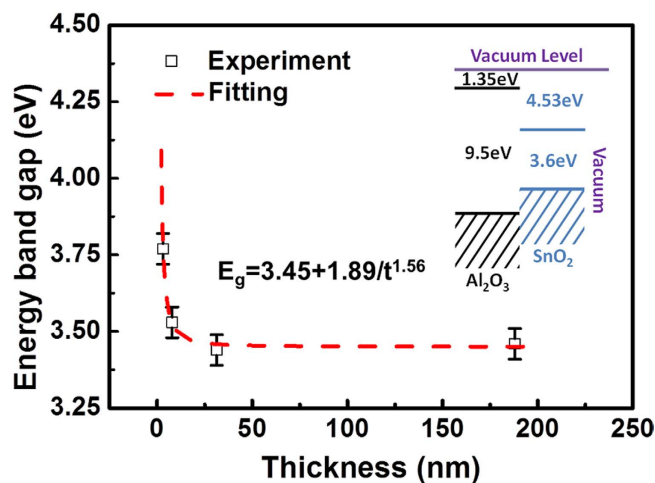 4.50
4.25
4.00
3.75
3.50
3.25
Energy band gap (eV)
Experiment
Fitting
Vacuum Level
1.35eV
4.53eV
9.5eV
3.6eV
Vacuum
Al₂O₃
SnO₂
E_g=3.45+1.89/t^1.56
0 50 100 150 200 250
Thickness (nm)